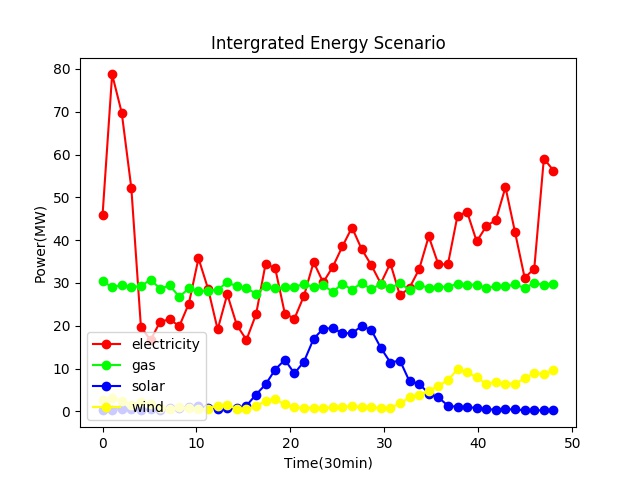 Intergrated Energy Scenario
80
70
60
50
40
30
20
10
0
Power(MW)
electricity
gas
solar
wind
0 10 20 30 40 50
Time(30min)